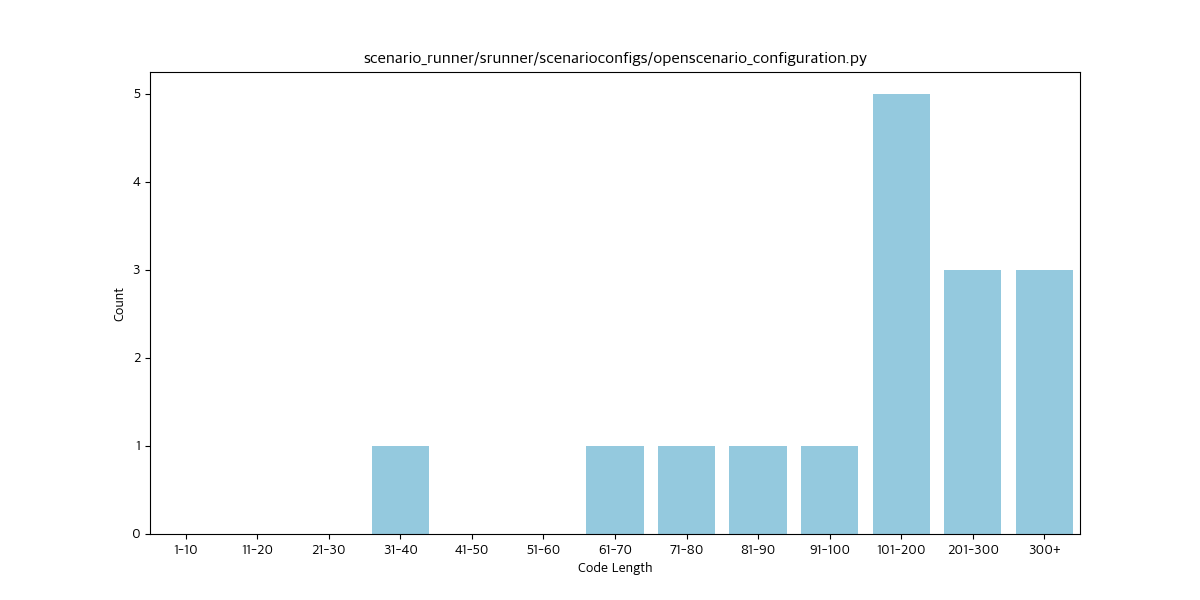 scenario_runner/srunner/scenarioconfigs/openscenario_configuration.py
5
4
3
2
1
0
Count
1-10 11-20 21-30 31-40 41-50 51-60 61-70 71-80 81-90 91-100 101-200 201-300 300+
Code Length